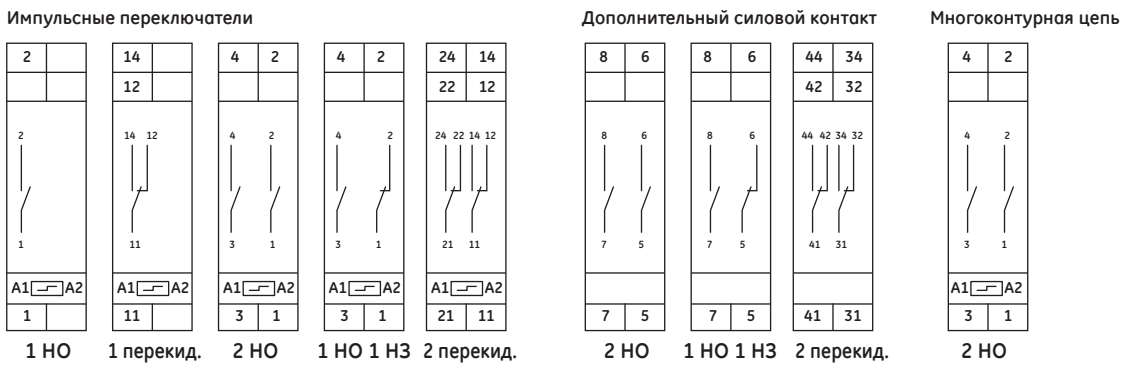 Импульсные переключатели Дополнительный силовой контакт Многоконтурная цепь
2 14 4 2 4 2 24 14 8 6 8 6 44 34 4 2
12 22 12 42 32
2 14 12 4 2 4 2 24 22 14 12 8 6 8 6 44 42 34 32 4 2
1 11 3 1 3 1 21 11 7 5 7 5 41 31 3 1
A1 A2 A1 A2 A1 A2 A1 A2 A1 A2 A1 A2
1 11 3 1 3 1 21 11 7 5 7 5 41 31 3 1
1 НО 1 перекид. 2 НО 1 НО 1 НЗ 2 перекид. 2 НО 1 НО 1 НЗ 2 перекид. 2 НО